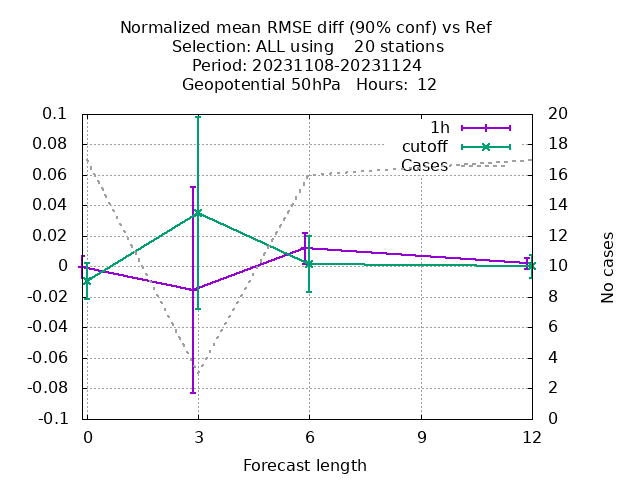 Normalized mean RMSE diff (90% conf) vs Ref
Selection: ALL using    20 stations
Period: 20231108-20231124
Geopotential 50hPa   Hours:  12
0.1
0.08
0.06
0.04
0.02
0
-0.02
-0.04
-0.06
-0.08
-0.1
1h
cutoff
Cases
20
18
16
14
12
10
8
6
4
2
0
No cases
0 3 6 9 12
Forecast length